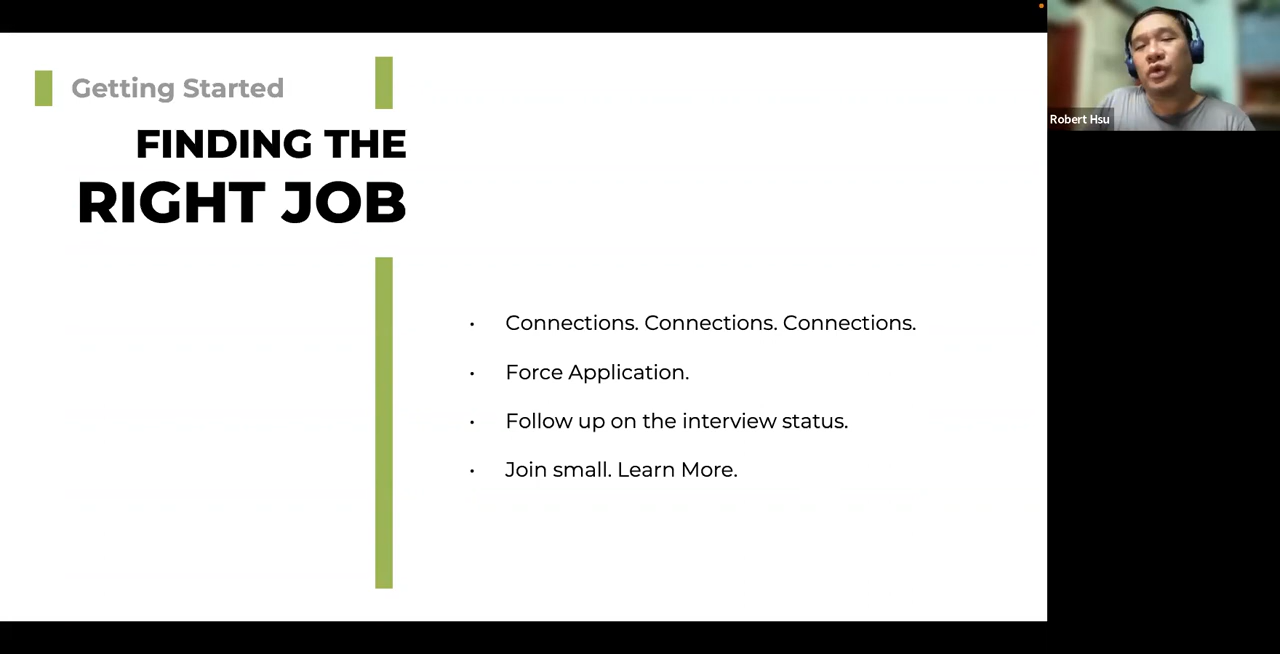 Getting Started
FINDING THE
RIGHT JOB
• Connections. Connections. Connections.
• Force Application.
• Follow up on the interview status.
• Join small. Learn More.
Robert Hsu